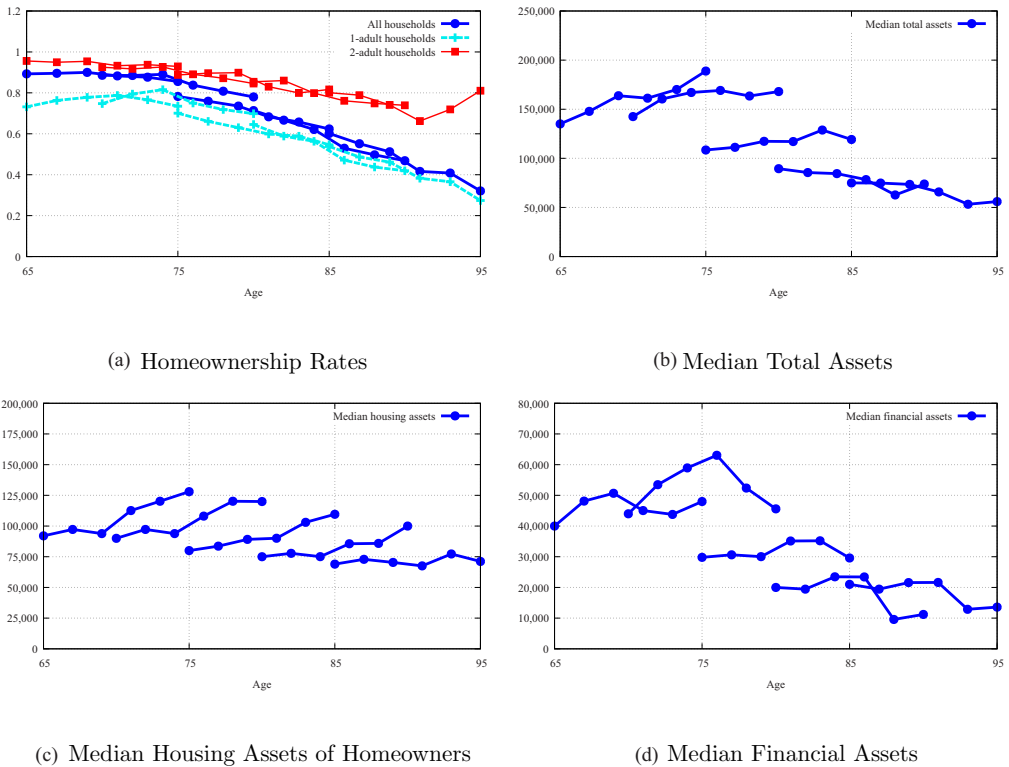 1.2
1
0.8
0.6
0.4
0.2
0
All households
1-adult households
2-adult households
65 75 85 95
Age
(a) Homeownership Rates
250,000
200,000
150,000
100,000
50,000
0
Median total assets
65 75 85 95
Age
(b) Median Total Assets
200,000
175,000
150,000
125,000
100,000
75,000
50,000
25,000
0
Median housing assets
65 75 85 95
Age
(c) Median Housing Assets of Homeowners
80,000
70,000
60,000
50,000
40,000
30,000
20,000
10,000
0
Median financial assets
65 75 85 95
Age
(d) Median Financial Assets